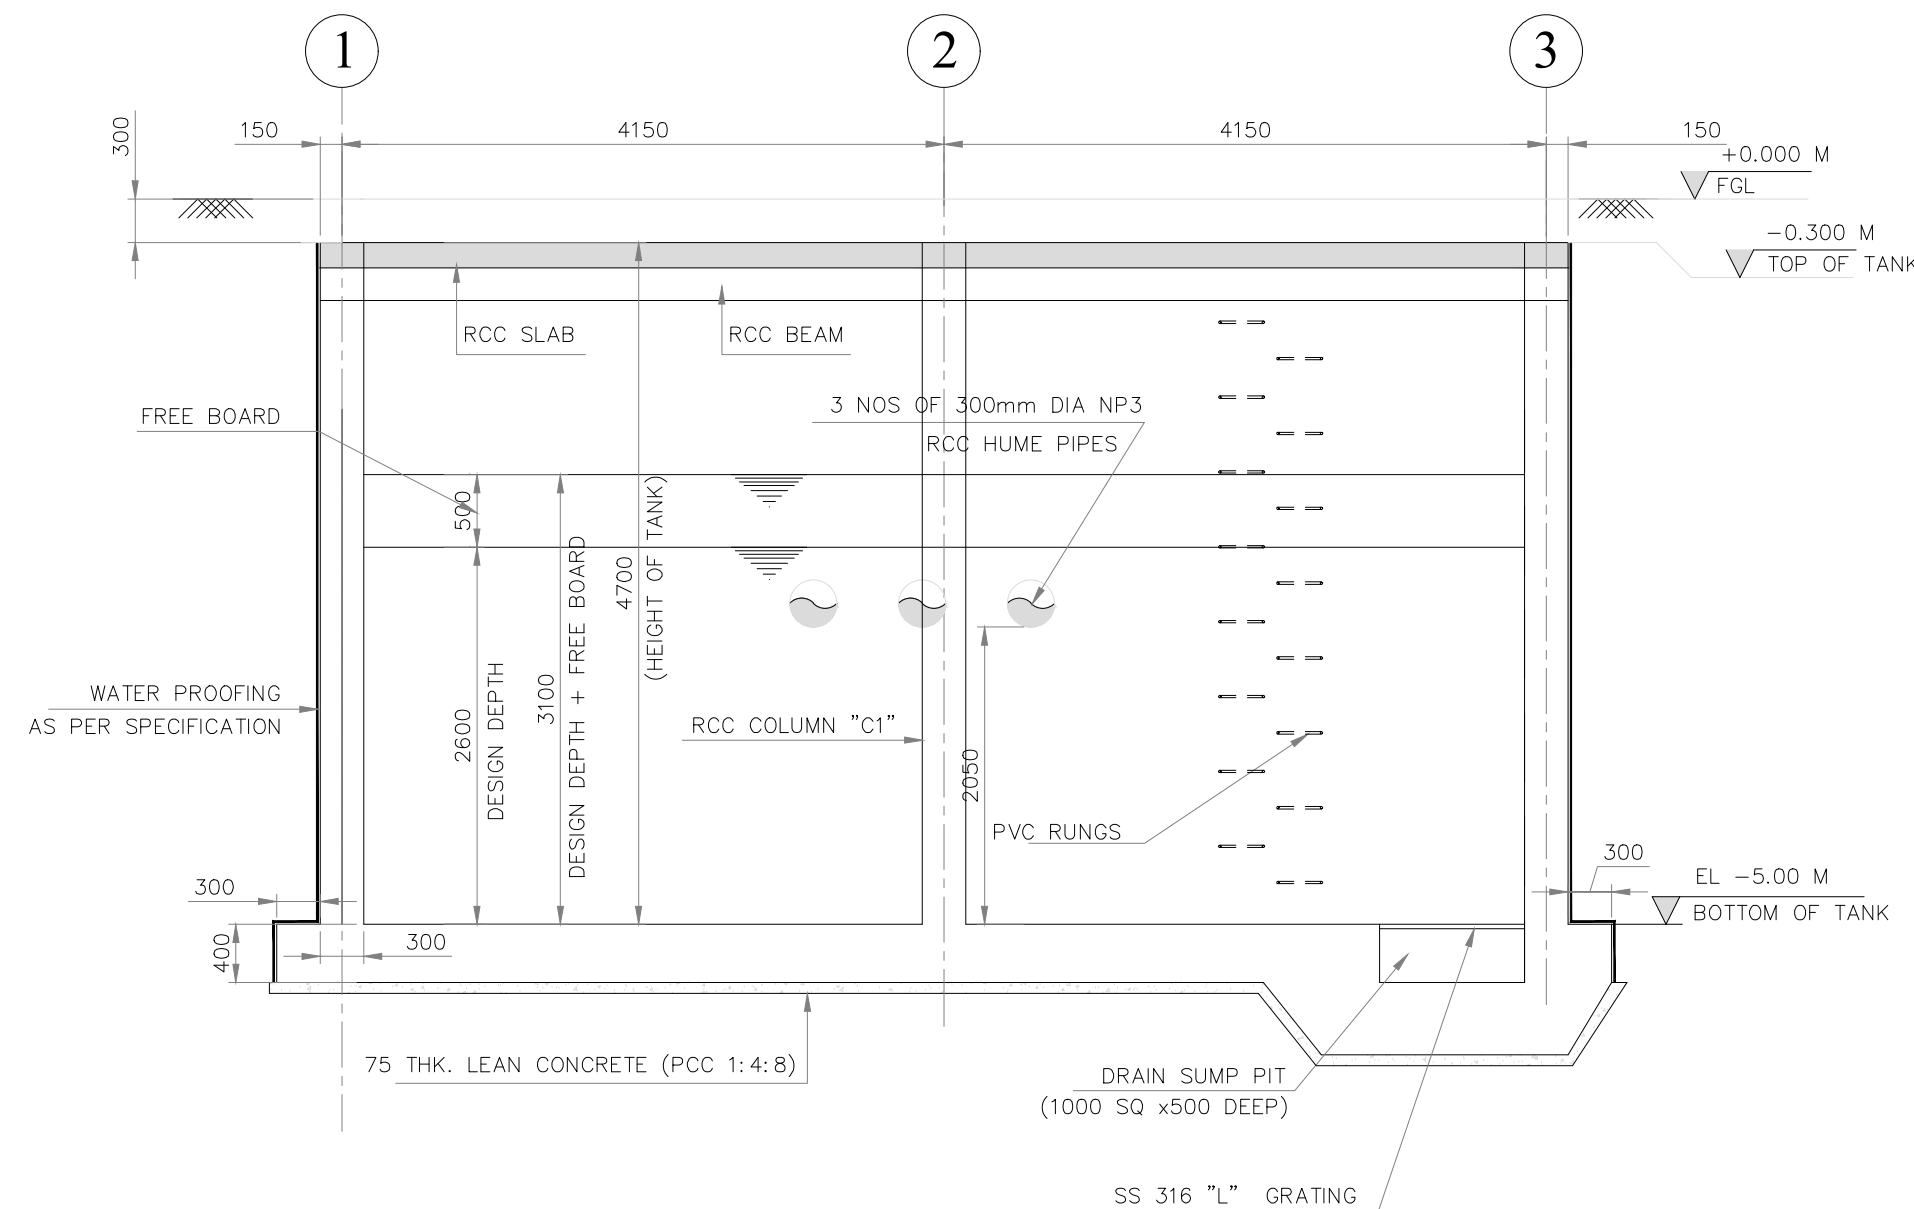 1
2
3
300
150
4150
4150
150
+0.000 M
FGL
-0.300 M
TOP OF TANK
RCC SLAB
RCC BEAM
FREE BOARD
3 NOS OF 300mm DIA NP3
RCC HUME PIPES
500
4700
(HEIGHT OF TANK)
2600
DESIGN DEPTH
3100
DESIGN DEPTH + FREE BOARD
WATER PROOFING
AS PER SPECIFICATION
RCC COLUMN "C1"
2050
PVC RUNGS
300
300
EL -5.00 M
BOTTOM OF TANK
400
300
75 THK. LEAN CONCRETE (PCC 1:4:8)
DRAIN SUMP PIT
(1000 SQ x500 DEEP)
SS 316 "L" GRATING